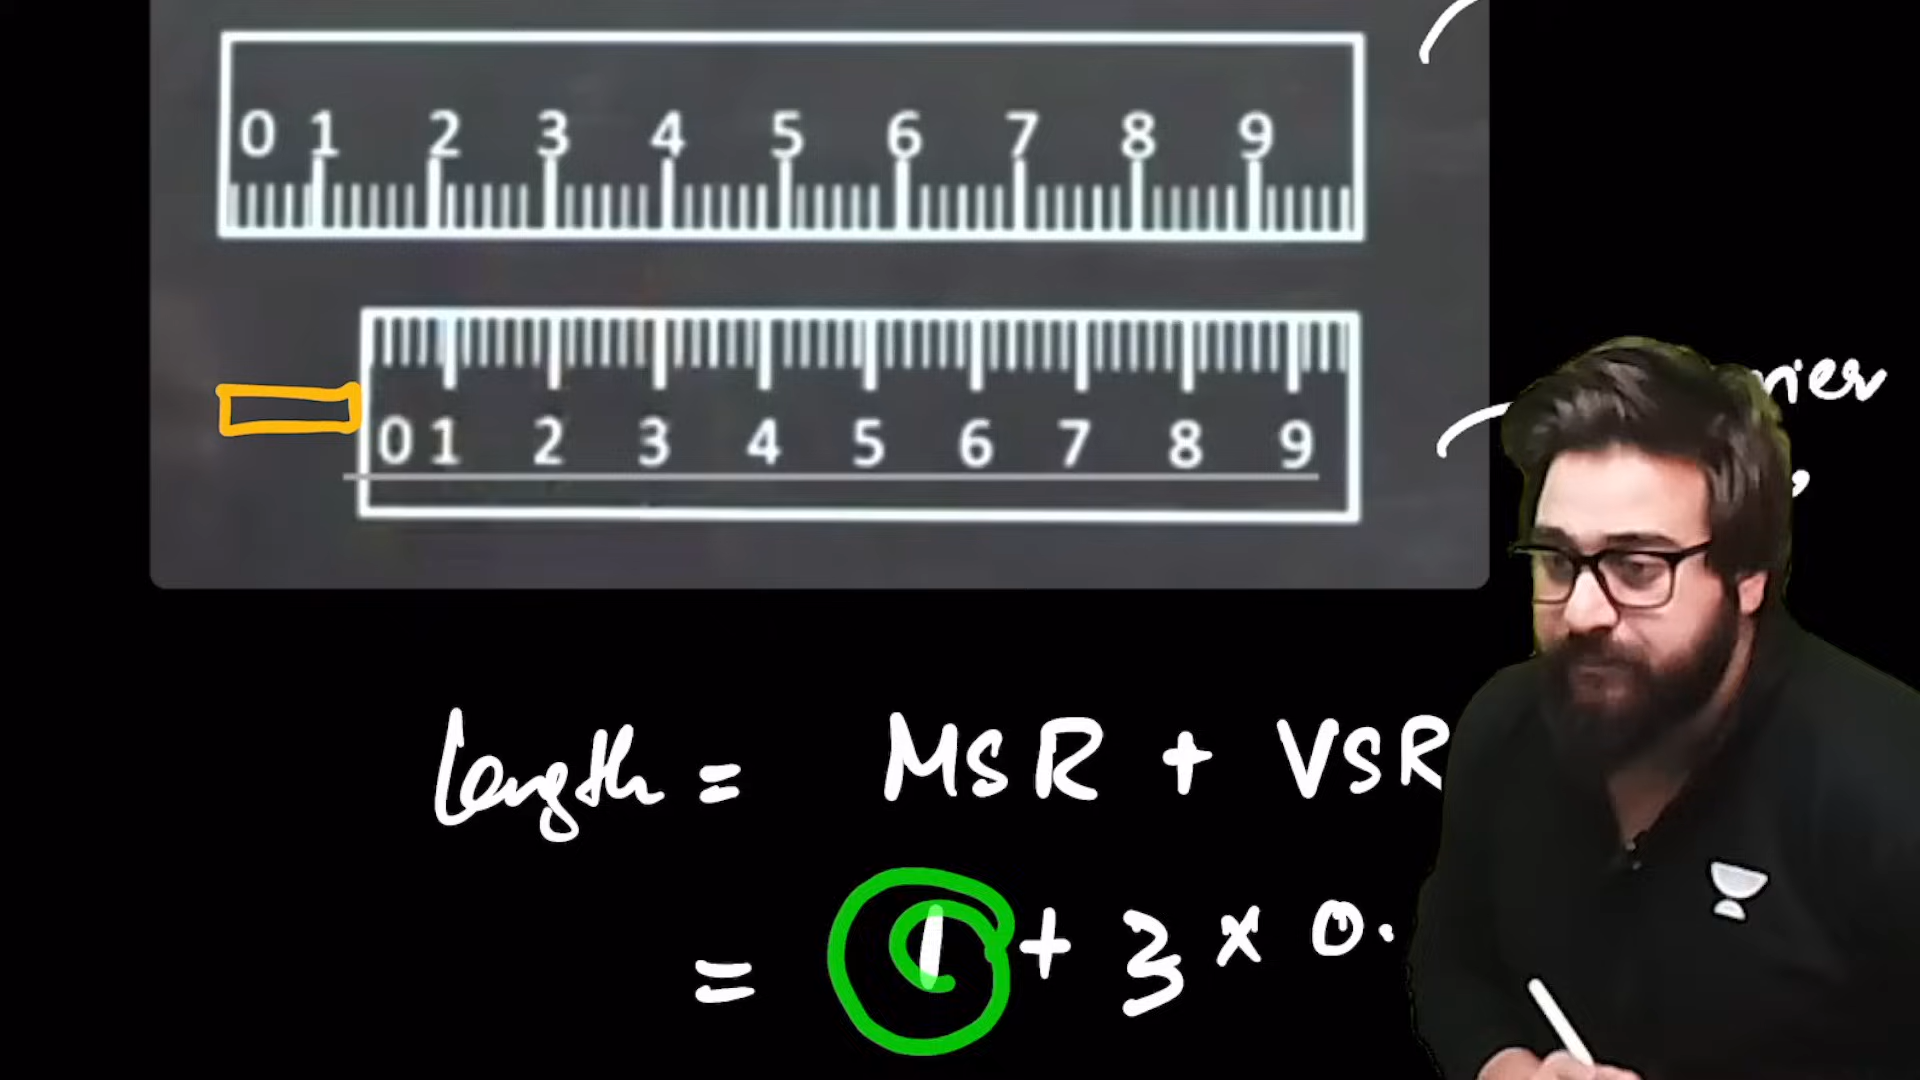 0 1 2 3 4 5 6 7 8 9
0 1 2 3 4 5 6 7 8 9
Length = MSR + VSR
= 1 + 3 × 0.